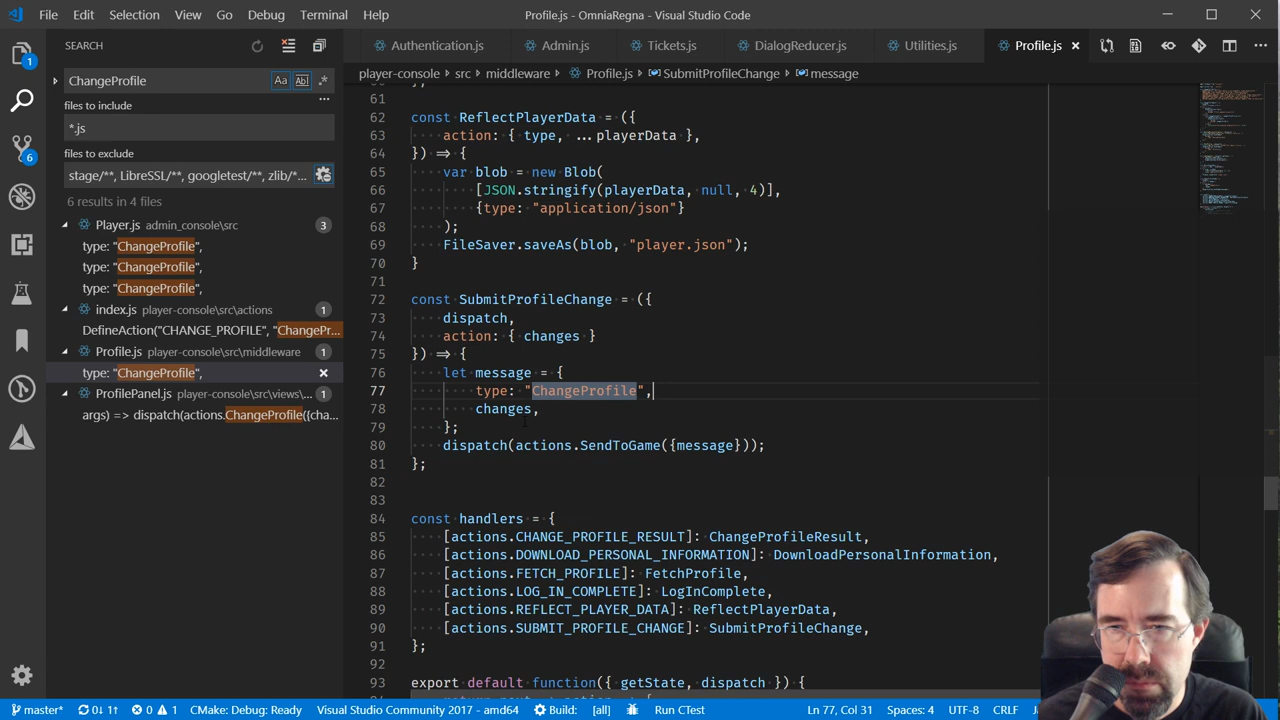 File Edit Selection View Go Debug Terminal Help Profile.js - OmniaRegna - Visual Studio Code
SEARCH
Authentication.js Admin.js Tickets.js DialogReducer.js Utilities.js Profile.js
player-console > src > middleware > Profile.js > SubmitProfileChange > message
ChangeProfile Aa Abl .*
files to include
*.js
files to exclude
stage/**, LibreSSL/**, googletest/**, zlib/*...
6 results in 4 files
Player.js admin_console\src 3
type: "ChangeProfile",
type: "ChangeProfile",
type: "ChangeProfile",
index.js player-console\src\actions 1
DefineAction("CHANGE_PROFILE", "ChangePr...
Profile.js player-console\src\middleware 1
type: "ChangeProfile",
ProfilePanel.js player-console\src\views\... 1
args) => dispatch(actions.ChangeProfile({cha...
1
6
61
62 const ReflectPlayerData = ({
63 action: { type, ...playerData },
64 }) => {
65 var blob = new Blob(
66 [JSON.stringify(playerData, null, 4)],
67 {type: "application/json"}
68 );
69 FileSaver.saveAs(blob, "player.json");
70 }
71
72 const SubmitProfileChange = ({
73 dispatch,
74 action: { changes }
75 }) => {
76 let message = {
77 type: "ChangeProfile",
78 changes,
79 };
80 dispatch(actions.SendToGame({message}));
81 };
82
83
84 const handlers = {
85 [actions.CHANGE_PROFILE_RESULT]: ChangeProfileResult,
86 [actions.DOWNLOAD_PERSONAL_INFORMATION]: DownloadPersonalInformation,
87 [actions.FETCH_PROFILE]: FetchProfile,
88 [actions.LOG_IN_COMPLETE]: LogInComplete,
89 [actions.REFLECT_PLAYER_DATA]: ReflectPlayerData,
90 [actions.SUBMIT_PROFILE_CHANGE]: SubmitProfileChange,
91 };
92
93 export default function({ getState, dispatch }) {
master* 0↓ 1↑ 0 1 CMake: Debug: Ready Visual Studio Community 2017 - amd64 Build: [all] Run CTest Ln 77, Col 31 Spaces: 4 UTF-8 CRLF JavaScript